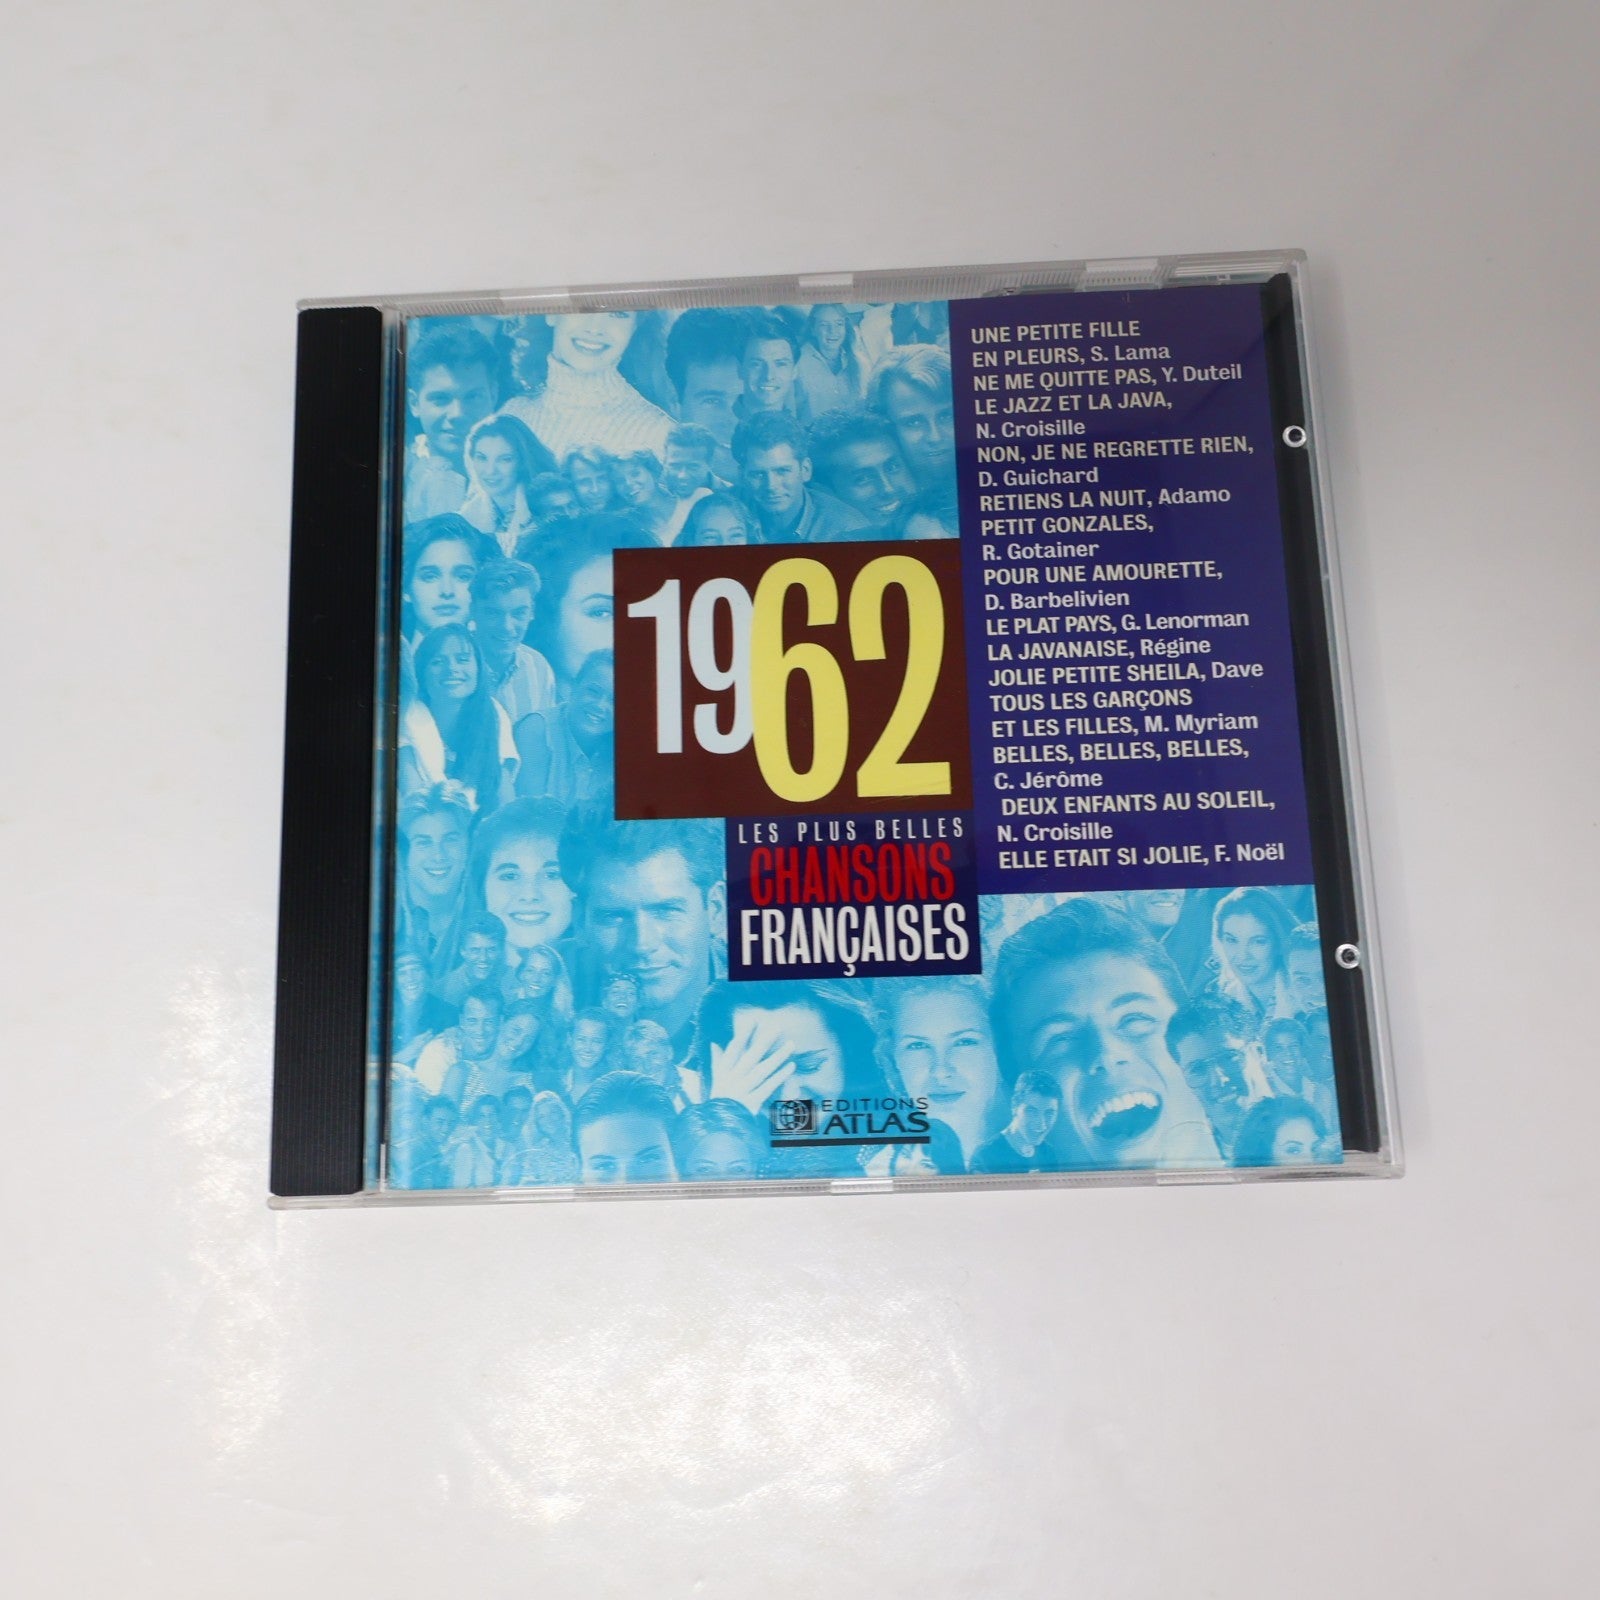 UNE PETITE FILLE
EN PLEURS, S. Lama
NE ME QUITTE PAS, Y. Duteil
LE JAZZ ET LA JAVA,
N. Croisille
NON, JE NE REGRETTE RIEN,
D. Guichard
RETIENS LA NUIT, Adamo
PETIT GONZALES,
R. Gotainer
POUR UNE AMOURETTE,
D. Barbelivien
LE PLAT PAYS, G. Lenorman
LA JAVANAISE, Régine
JOLIE PETITE SHEILA, Dave
TOUS LES GARÇONS
ET LES FILLES, M. Myriam
BELLES, BELLES, BELLES,
C. Jérôme
DEUX ENFANTS AU SOLEIL,
N. Croisille
ELLE ETAIT SI JOLIE, F. Noël
1962
LES PLUS BELLES
CHANSONS
FRANÇAISES
EDITIONS
ATLAS